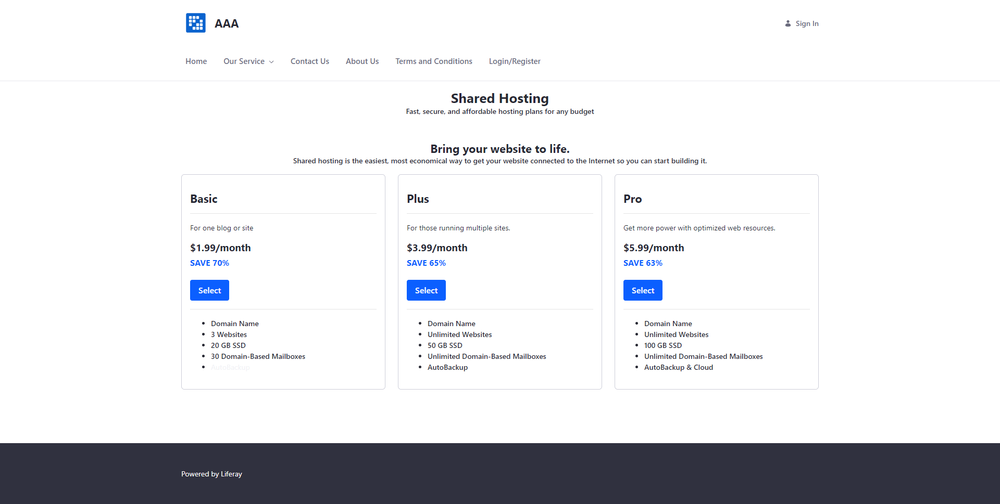 AAA
Sign In
Home
Our Service
Contact Us
About Us
Terms and Conditions
Login/Register
Shared Hosting
Fast, secure, and affordable hosting plans for any budget
Bring your website to life.
Shared hosting is the easiest, most economical way to get your website connected to the Internet so you can start building it.
Basic
For one blog or site
$1.99/month
SAVE 70%
Select
Domain Name
3 Websites
20 GB SSD
30 Domain-Based Mailboxes
AutoBackup
Plus
For those running multiple sites.
$3.99/month
SAVE 65%
Select
Domain Name
Unlimited Websites
50 GB SSD
Unlimited Domain-Based Mailboxes
AutoBackup
Pro
Get more power with optimized web resources.
$5.99/month
SAVE 63%
Select
Domain Name
Unlimited Websites
100 GB SSD
Unlimited Domain-Based Mailboxes
AutoBackup & Cloud
Powered by Liferay